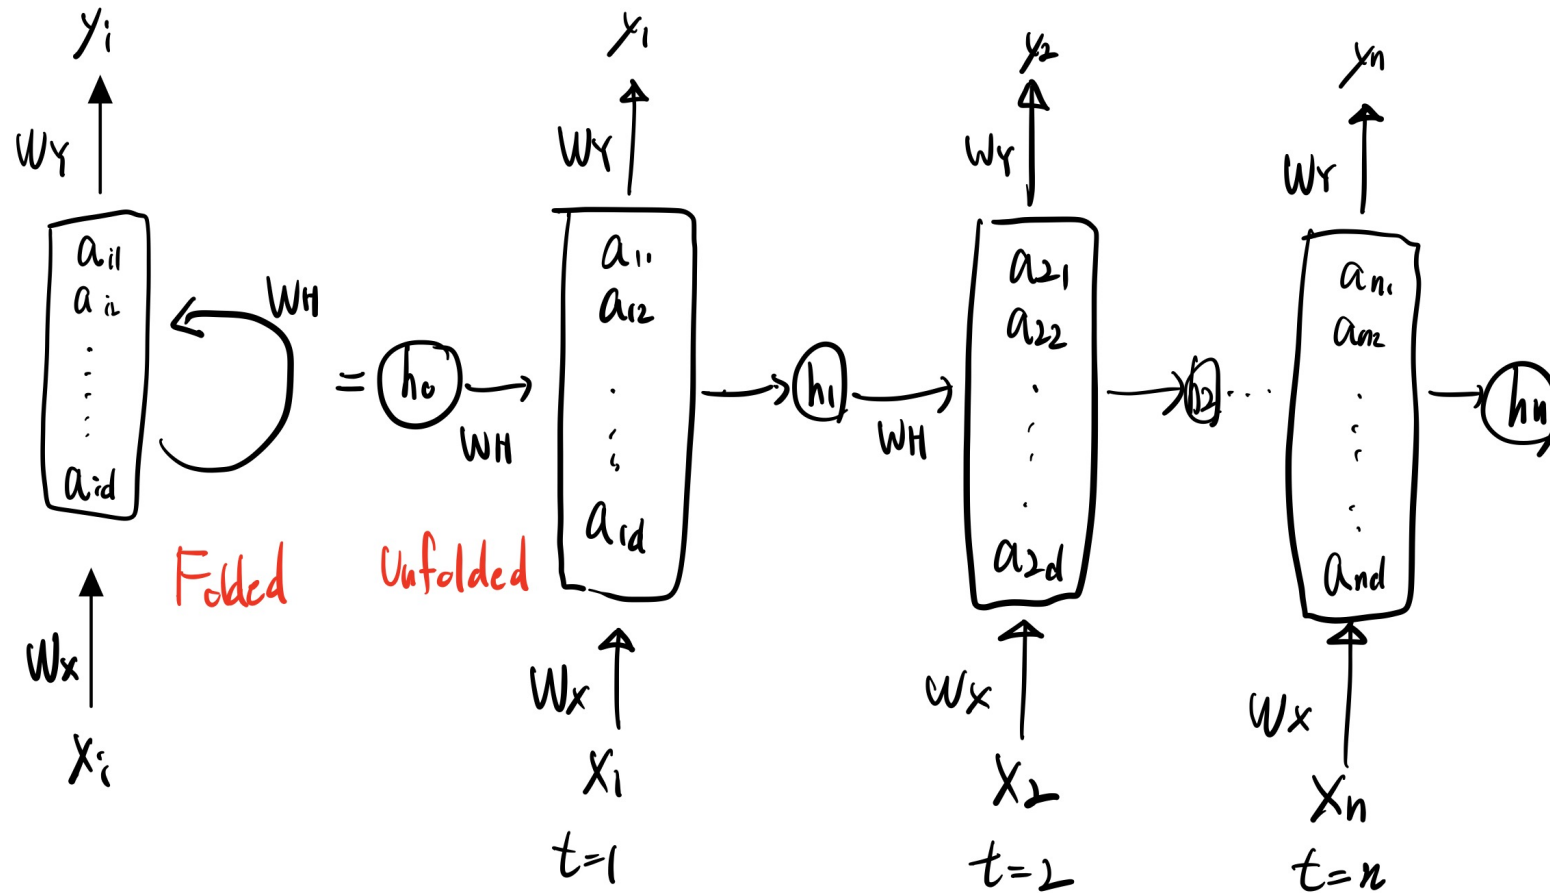 yi
y1
y2
yn
WY
WY
WY
WY
ai1
ai2
aid
WH
a11
a12
a1d
a21
a22
a2d
an1
an2
and
= h0
WH
h1
WH
h2 ....
hn
Folded
Unfolded
WX
WX
WX
WX
Xi
X1
X2
Xn
t=1
t=2
t=n